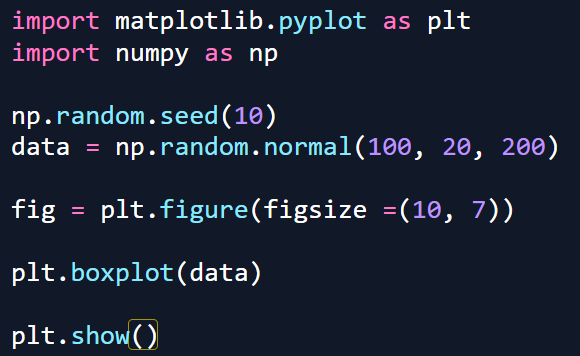 import matplotlib.pyplot as plt
import numpy as np
np.random.seed(10)
data = np.random.normal(100, 20, 200)
fig = plt.figure(figsize =(10, 7))
plt.boxplot(data)
plt.show()